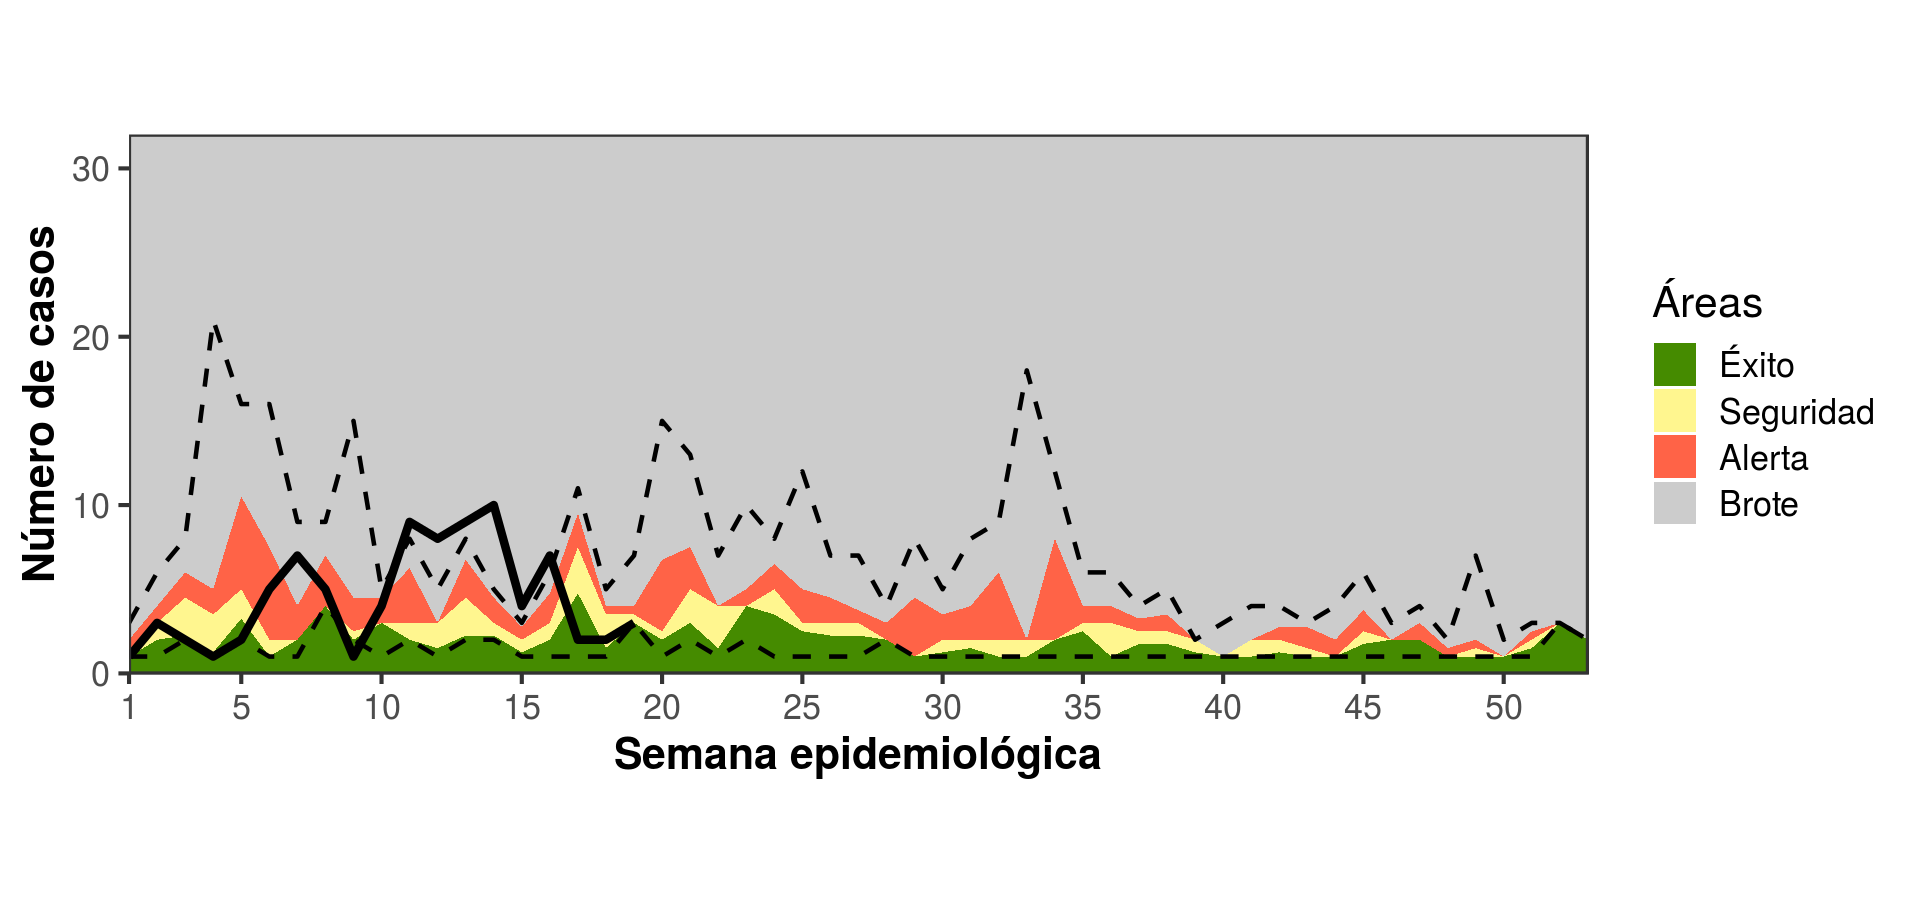 Número de casos
30
20
10
0
1 5 10 15 20 25 30 35 40 45 50
Semana epidemiológica
Áreas
Éxito
Seguridad
Alerta
Brote